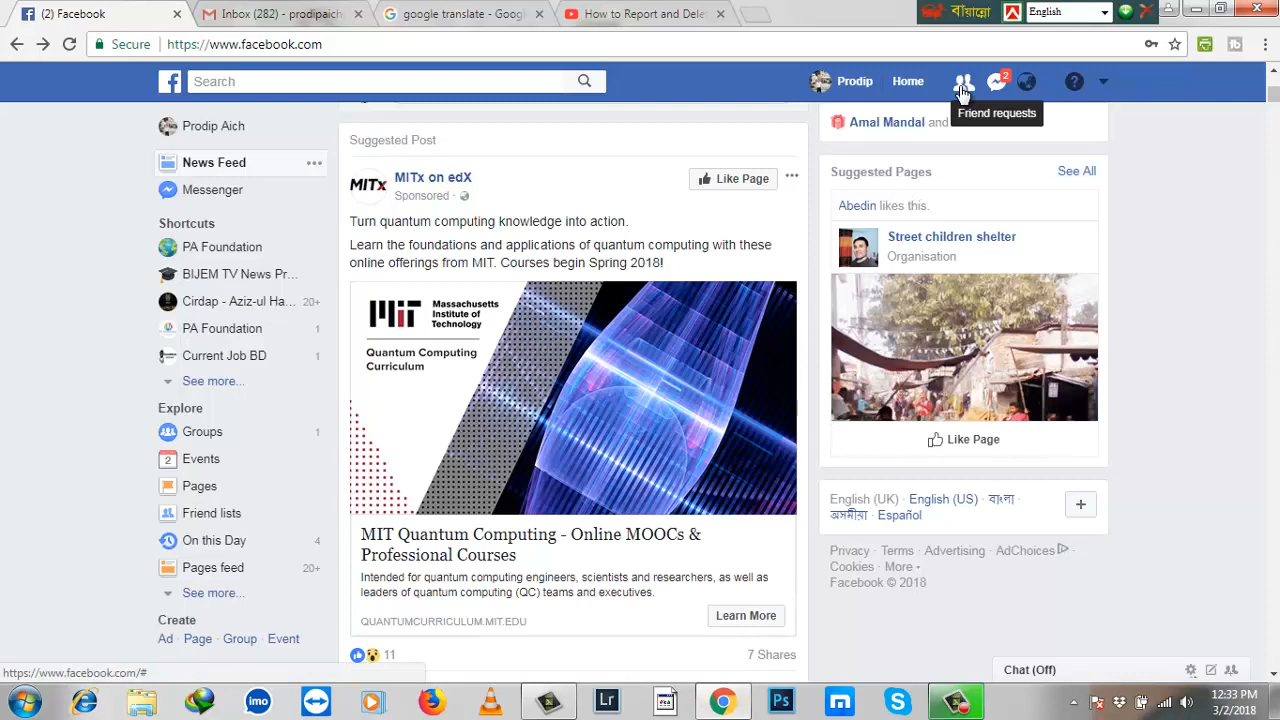 (2) Facebook
Inbox (283) - prodipaich
google translate - Goog
How to Report and Dele
বায়ান্নো
English
Secure
https://www.facebook.com
Search
Prodip
Home
2
Friend requests
Prodip Aich
News Feed
Messenger
Shortcuts
PA Foundation
BIJEM TV News Pr...
Cirdap - Aziz-ul Ha... 20+
PA Foundation 1
Current Job BD 1
See more...
Explore
Groups 1
2 Events
Pages
Friend lists
On this Day 4
Pages feed 20+
See more...
Create
Ad · Page · Group · Event
https://www.facebook.com/#
Suggested Post
MITx
MITx on edX
Sponsored ·
Like Page
Turn quantum computing knowledge into action.
Learn the foundations and applications of quantum computing with these
online offerings from MIT. Courses begin Spring 2018!
MIT
Massachusetts
Institute of
Technology
Quantum Computing
Curriculum
MIT Quantum Computing - Online MOOCs &
Professional Courses
Intended for quantum computing engineers, scientists and researchers, as well as
leaders of quantum computing (QC) teams and executives.
QUANTUMCURRICULUM.MIT.EDU
Learn More
11
7 Shares
Amal Mandal and
Suggested Pages
See All
Abedin likes this.
Street children shelter
Organisation
Like Page
English (UK) · English (US) · বাংলা ·
অসমীয়া · Español
Privacy · Terms · Advertising · AdChoices ·
Cookies · More
Facebook © 2018
Chat (Off)
imo
Lr
Ps
12:33 PM
3/2/2018